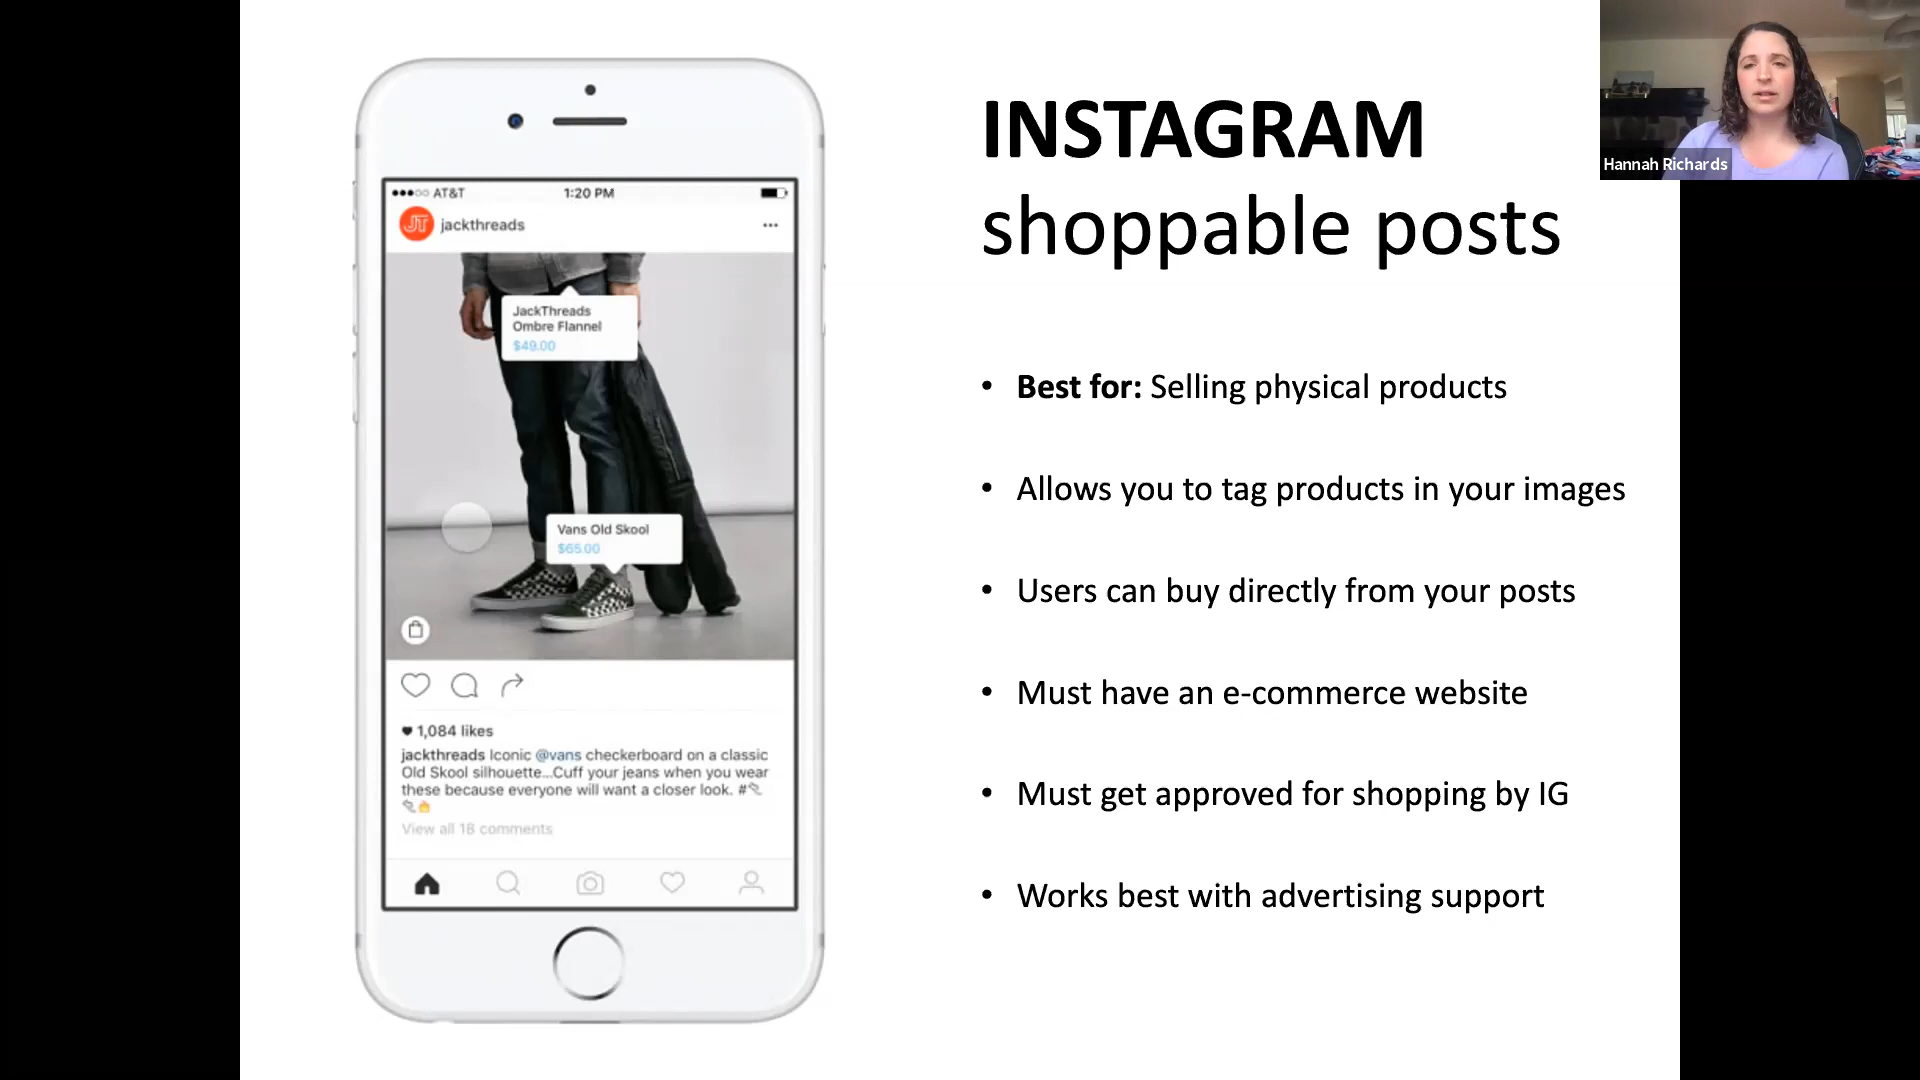 INSTAGRAM
shoppable posts
Hannah Richards
AT&T 1:20 PM
JT jackthreads
JackThreads
Ombre Flannel
$49.00
Vans Old Skool
$65.00
1,084 likes
jackthreads Iconic @vans checkerboard on a classic
Old Skool silhouette...Cuff your jeans when you wear
these because everyone will want a closer look. #
View all 18 comments
• Best for: Selling physical products
• Allows you to tag products in your images
• Users can buy directly from your posts
• Must have an e-commerce website
• Must get approved for shopping by IG
• Works best with advertising support